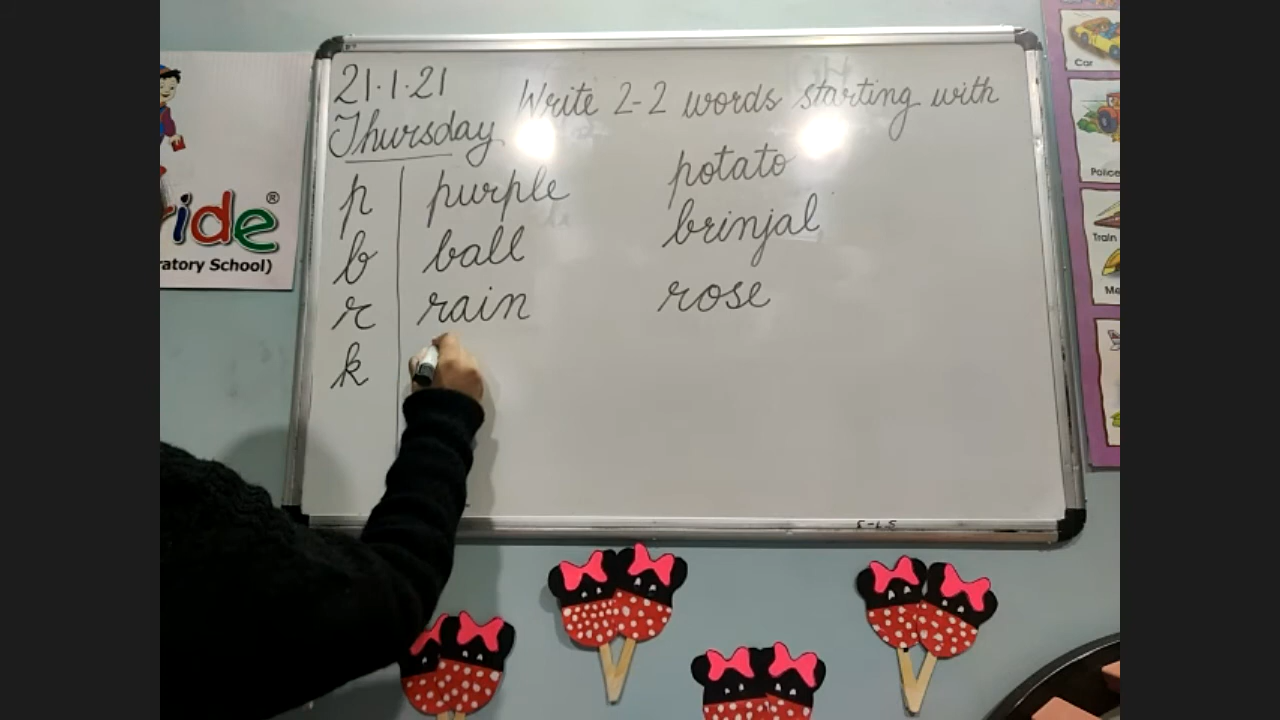 21.1.21
Write 2-2 words starting with
Thursday
p purple potato
b ball brinjal
r rain rose
k
ride®
ratory School)
Car
Police
Train
Me